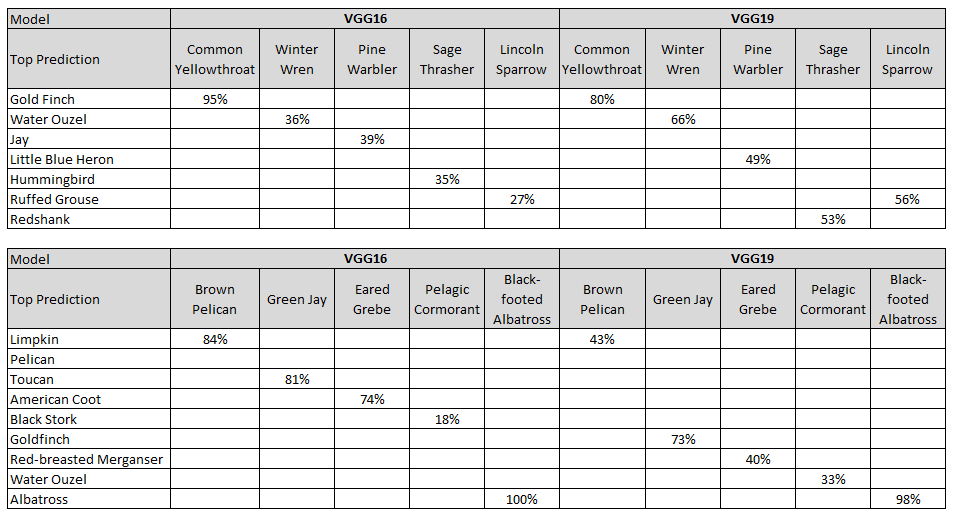 Model VGG16 VGG19
Top Prediction Common Yellowthroat Winter Wren Pine Warbler Sage Thrasher Lincoln Sparrow Common Yellowthroat Winter Wren Pine Warbler Sage Thrasher Lincoln Sparrow
Gold Finch 95% 80%
Water Ouzel 36% 66%
Jay 39%
Little Blue Heron 49%
Hummingbird 35%
Ruffed Grouse 27% 56%
Redshank 53%
Model VGG16 VGG19
Top Prediction Brown Pelican Green Jay Eared Grebe Pelagic Cormorant Black-footed Albatross Brown Pelican Green Jay Eared Grebe Pelagic Cormorant Black-footed Albatross
Limpkin 84% 43%
Pelican
Toucan 81%
American Coot 74%
Black Stork 18%
Goldfinch 73%
Red-breasted Merganser 40%
Water Ouzel 33%
Albatross 100% 98%